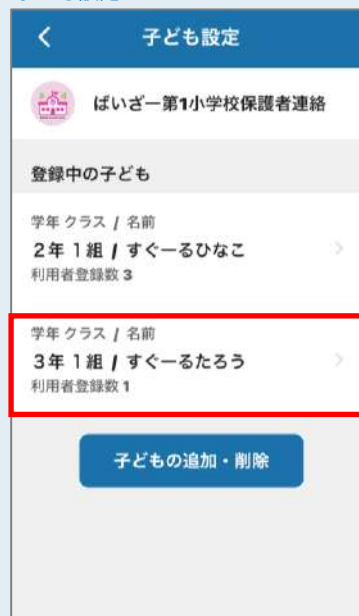 子ども設定
ばいざー第1小学校保護者連絡
登録中の子ども
学年 クラス / 名前
2年 1組 / すぐーるひなこ
利用者登録数 3
学年 クラス / 名前
3年 1組 / すぐーるたろう
利用者登録数 1
子どもの追加・削除